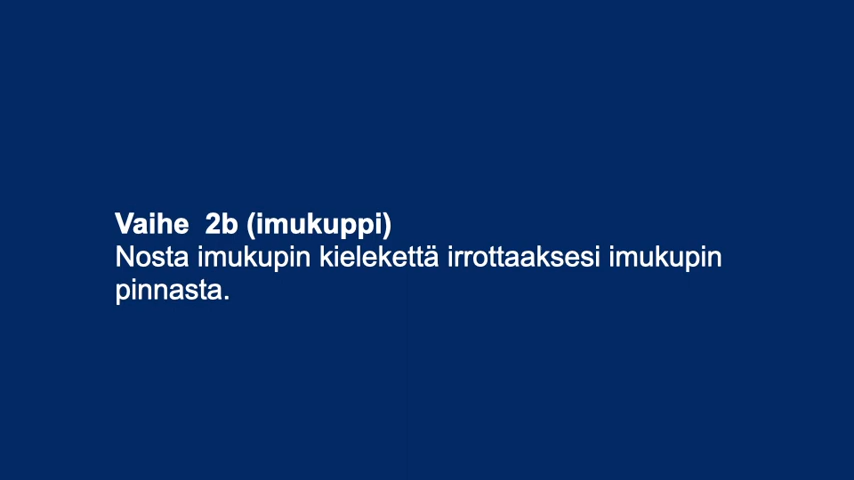 Vaihe  2b (imukuppi)
Nosta imukupin kielekettä irrottaaksesi imukupin
pinnasta.